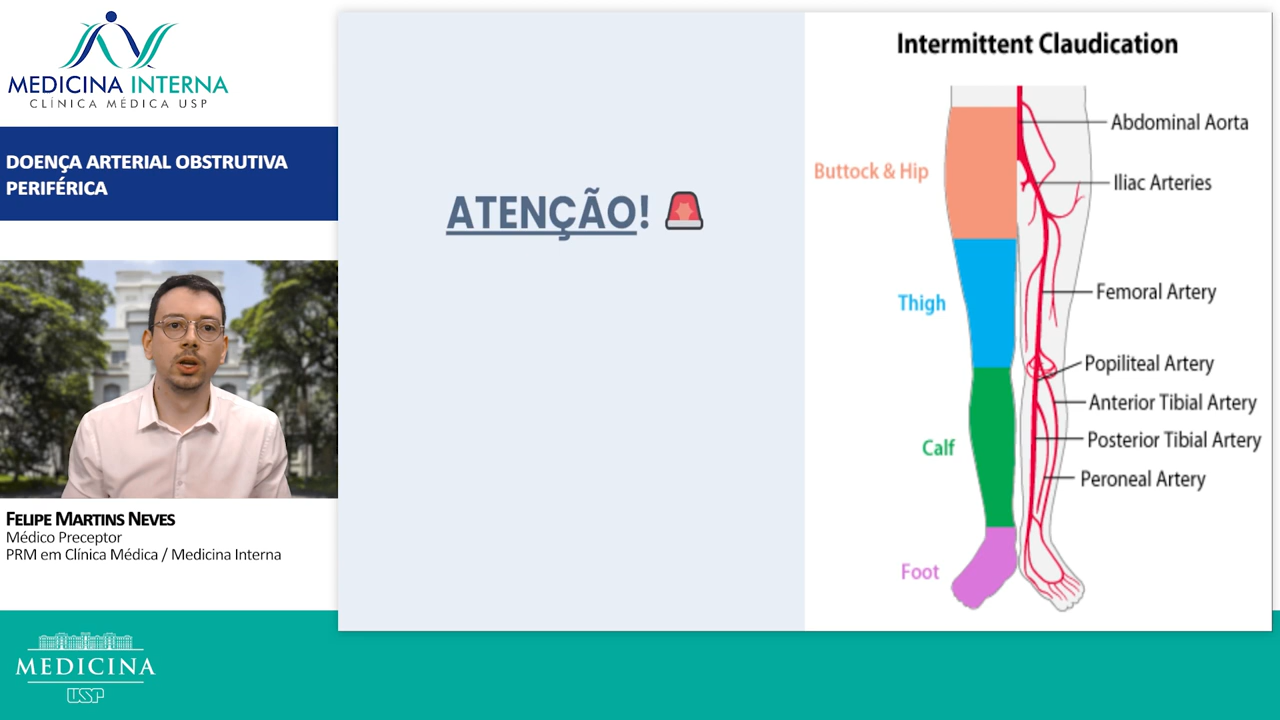 MEDICINA INTERNA
CLÍNICA MÉDICA USP
DOENÇA ARTERIAL OBSTRUTIVA
PERIFÉRICA
FELIPE MARTINS NEVES
Médico Preceptor
PRM em Clínica Médica / Medicina Interna
MEDICINA
USP
ATENÇÃO!
Intermittent Claudication
Buttock & Hip
Thigh
Calf
Foot
Abdominal Aorta
Iliac Arteries
Femoral Artery
Popiliteal Artery
Anterior Tibial Artery
Posterior Tibial Artery
Peroneal Artery